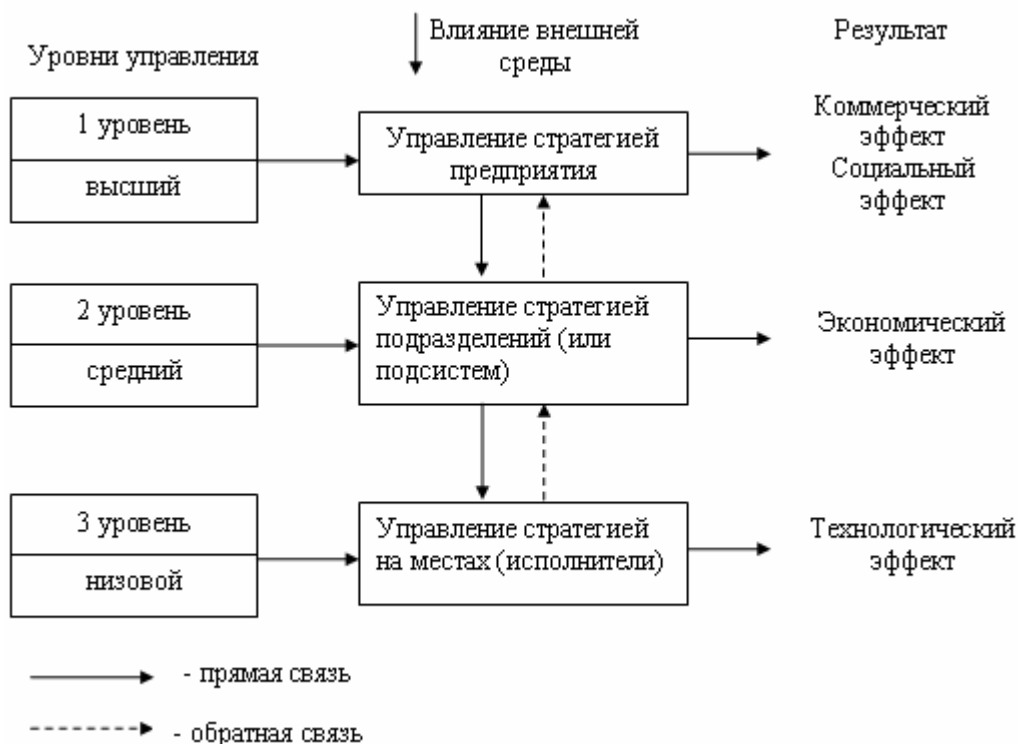 Уровни управления
Влияние внешней
среды
Результат
1 уровень
высший
Управление стратегией
предприятия
Коммерческий
эффект
Социальный
эффект
2 уровень
средний
Управление стратегией
подразделений (или
подсистем)
Экономический
эффект
3 уровень
низовой
Управление стратегией
на местах (исполнители)
Технологический
эффект
- прямая связь
- обратная связь